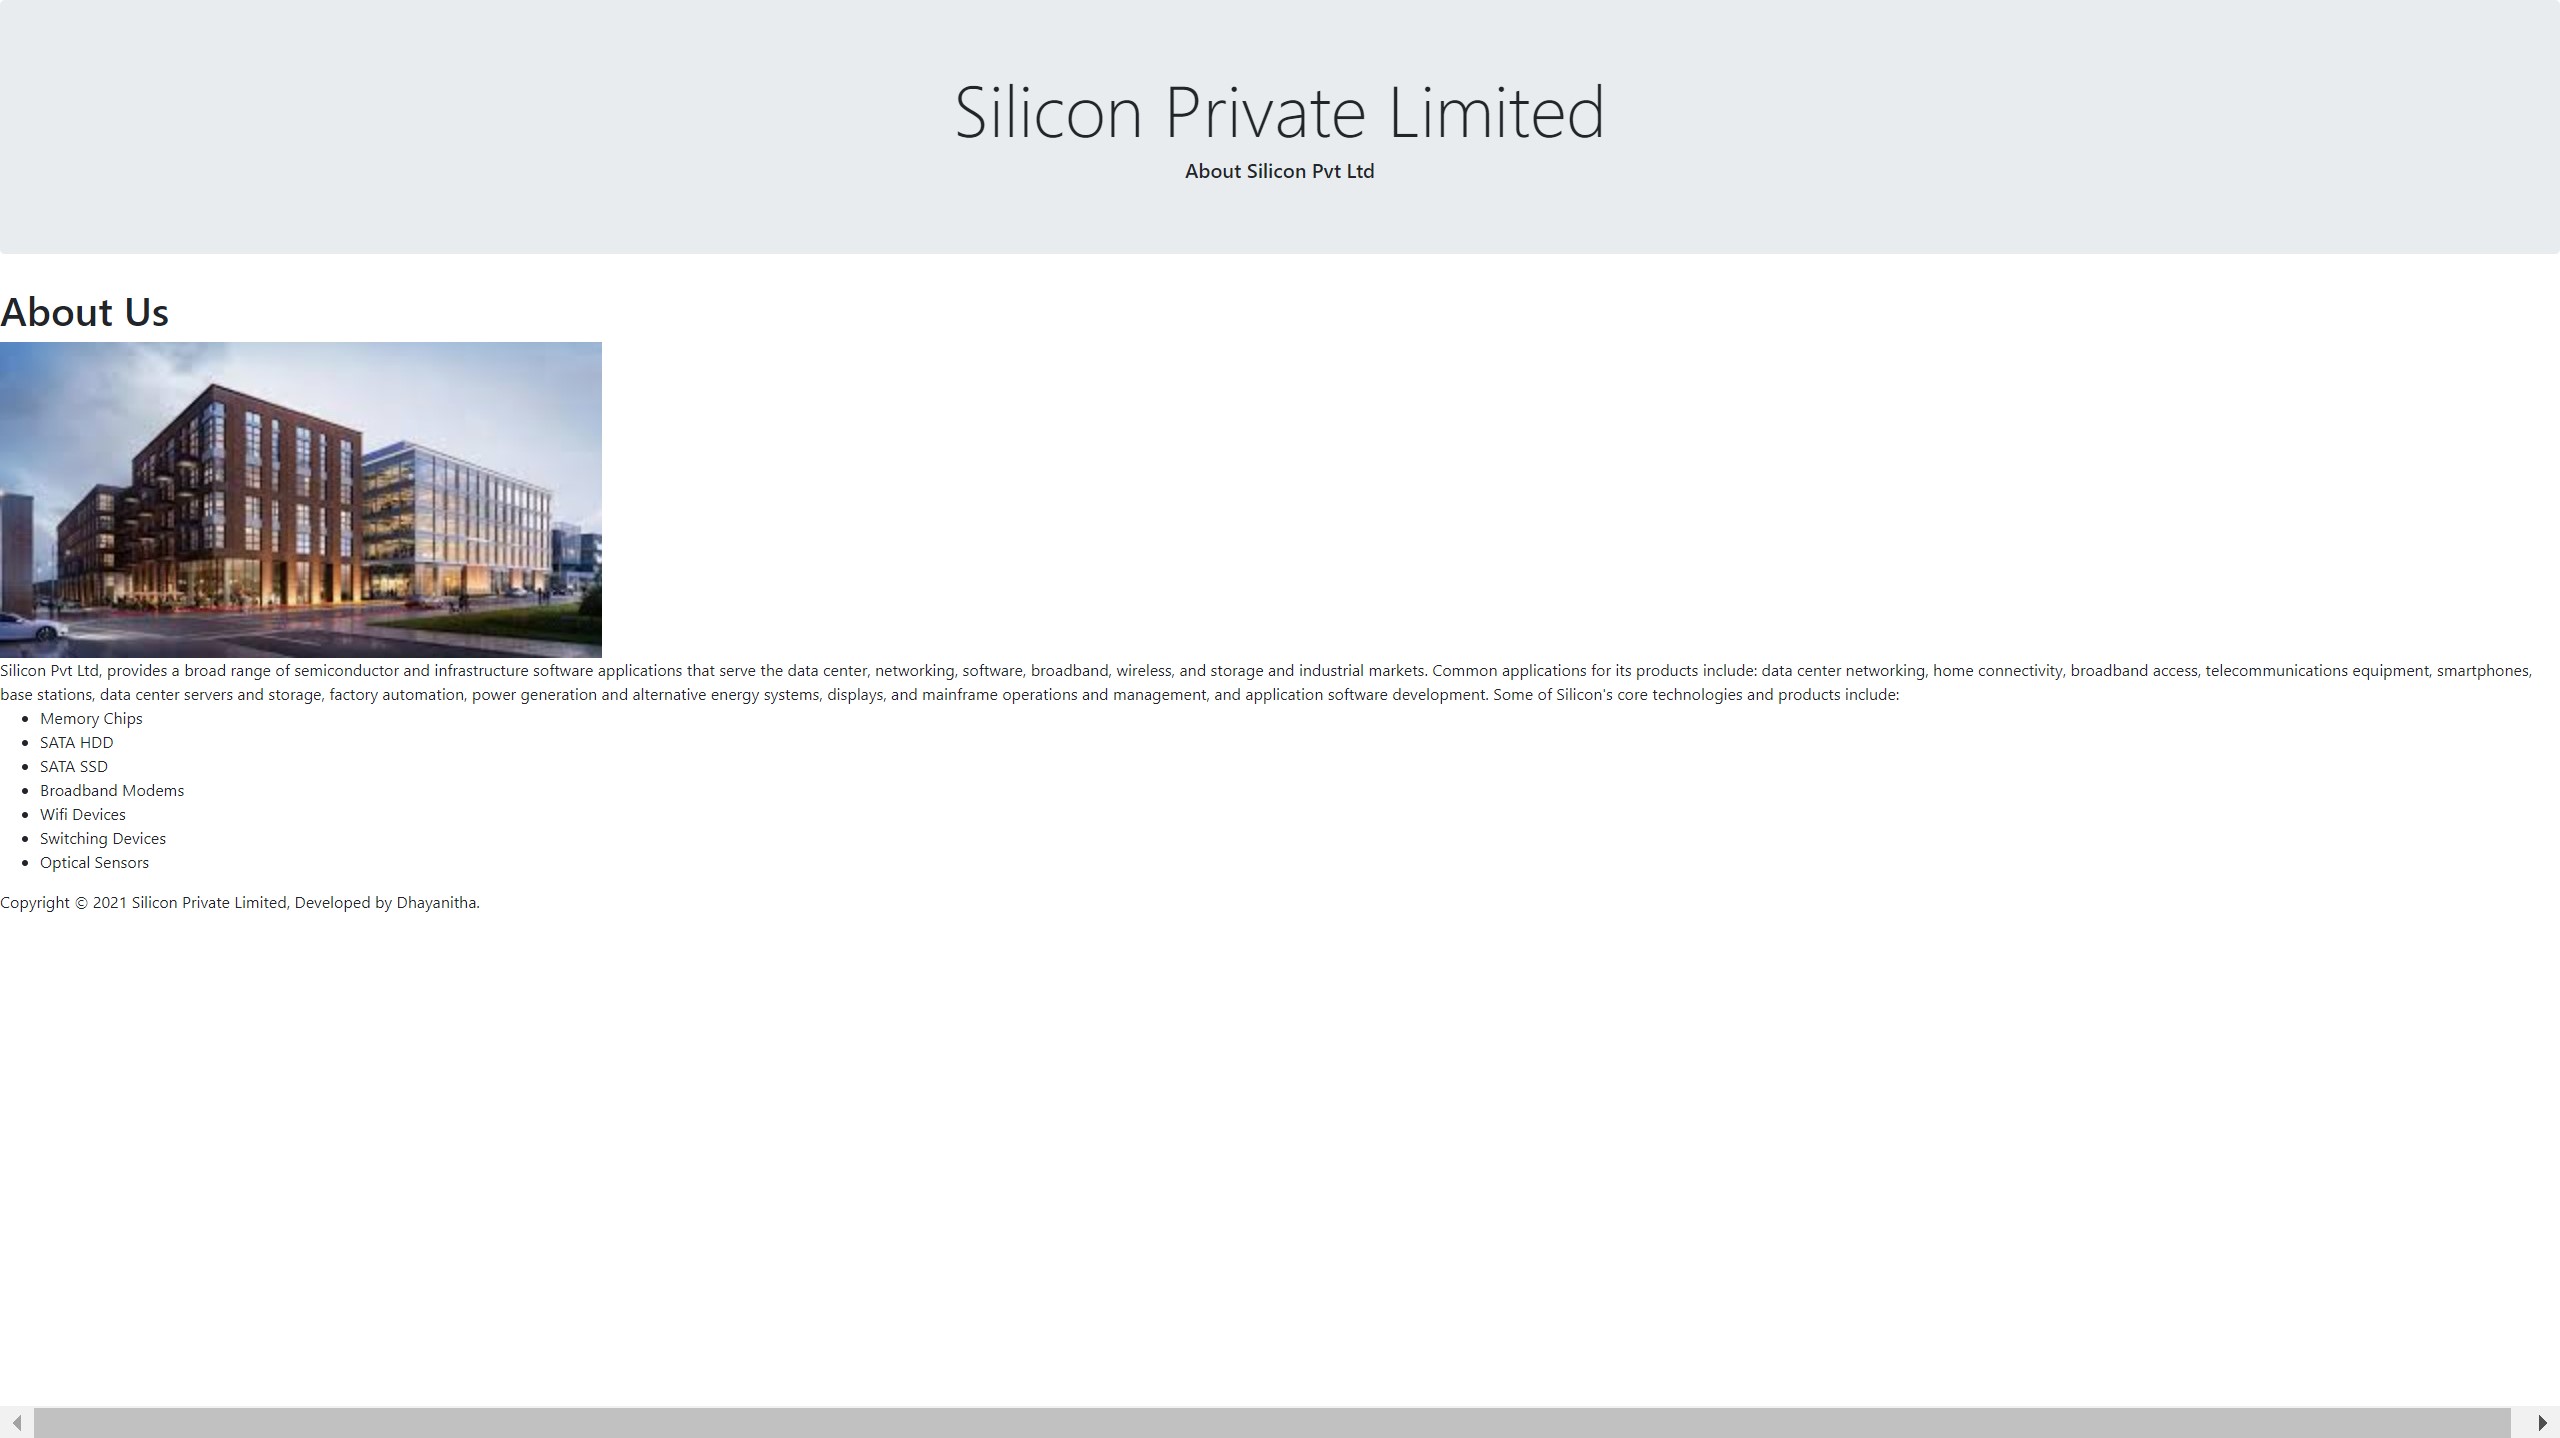 Silicon Private Limited
About Silicon Pvt Ltd
About Us
Silicon Pvt Ltd, provides a broad range of semiconductor and infrastructure software applications that serve the data center, networking, software, broadband, wireless, and storage and industrial markets. Common applications for its products include: data center networking, home connectivity, broadband access, telecommunications equipment, smartphones,
base stations, data center servers and storage, factory automation, power generation and alternative energy systems, displays, and mainframe operations and management, and application software development. Some of Silicon's core technologies and products include:
• Memory Chips
• SATA HDD
• SATA SSD
• Broadband Modems
• Wifi Devices
• Switching Devices
• Optical Sensors
Copyright © 2021 Silicon Private Limited, Developed by Dhayanitha.